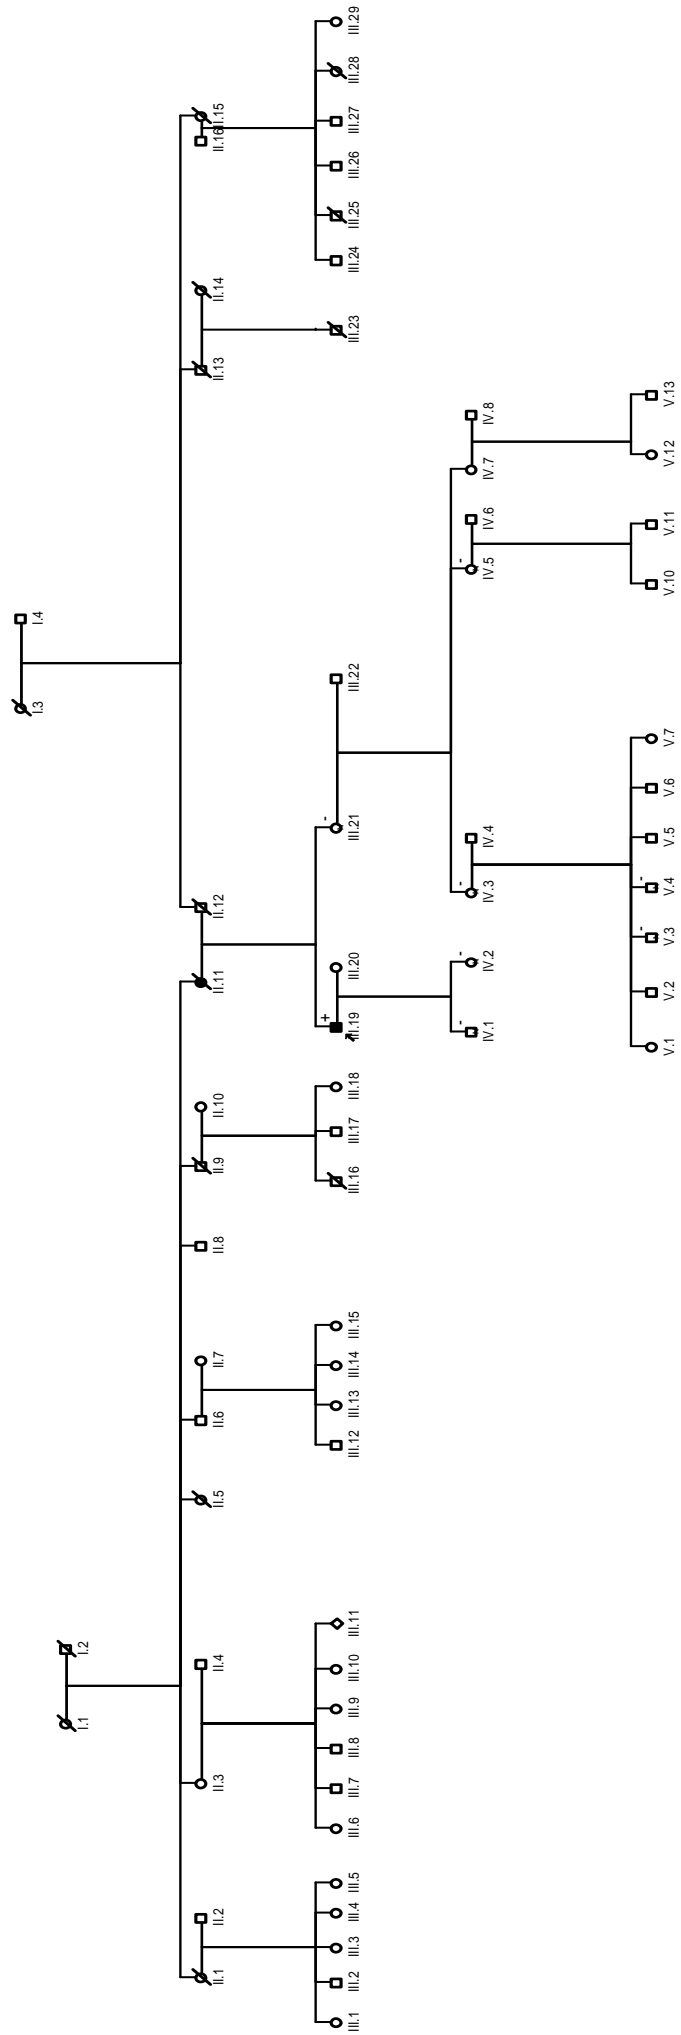 I.1
I.2
I.3
I.4
II.1
II.2
II.3
II.4
II.5
II.6
II.7
II.8
II.9
II.10
II.11
II.12
II.13
II.14
II.16
II.15
III.1
III.2
III.3
III.4
III.5
III.6
III.7
III.8
III.9
III.10
III.11
III.12
III.13
III.14
III.15
III.16
III.17
III.18
+
III.19
III.20
-
III.21
III.22
III.23
III.24
III.25
III.26
III.27
III.28
III.29
-
IV.1
-
IV.2
-
IV.3
IV.4
-
IV.5
IV.6
IV.7
IV.8
V.1
V.2
-
V.3
-
V.4
V.5
V.6
V.7
V.10
V.11
V.12
V.13